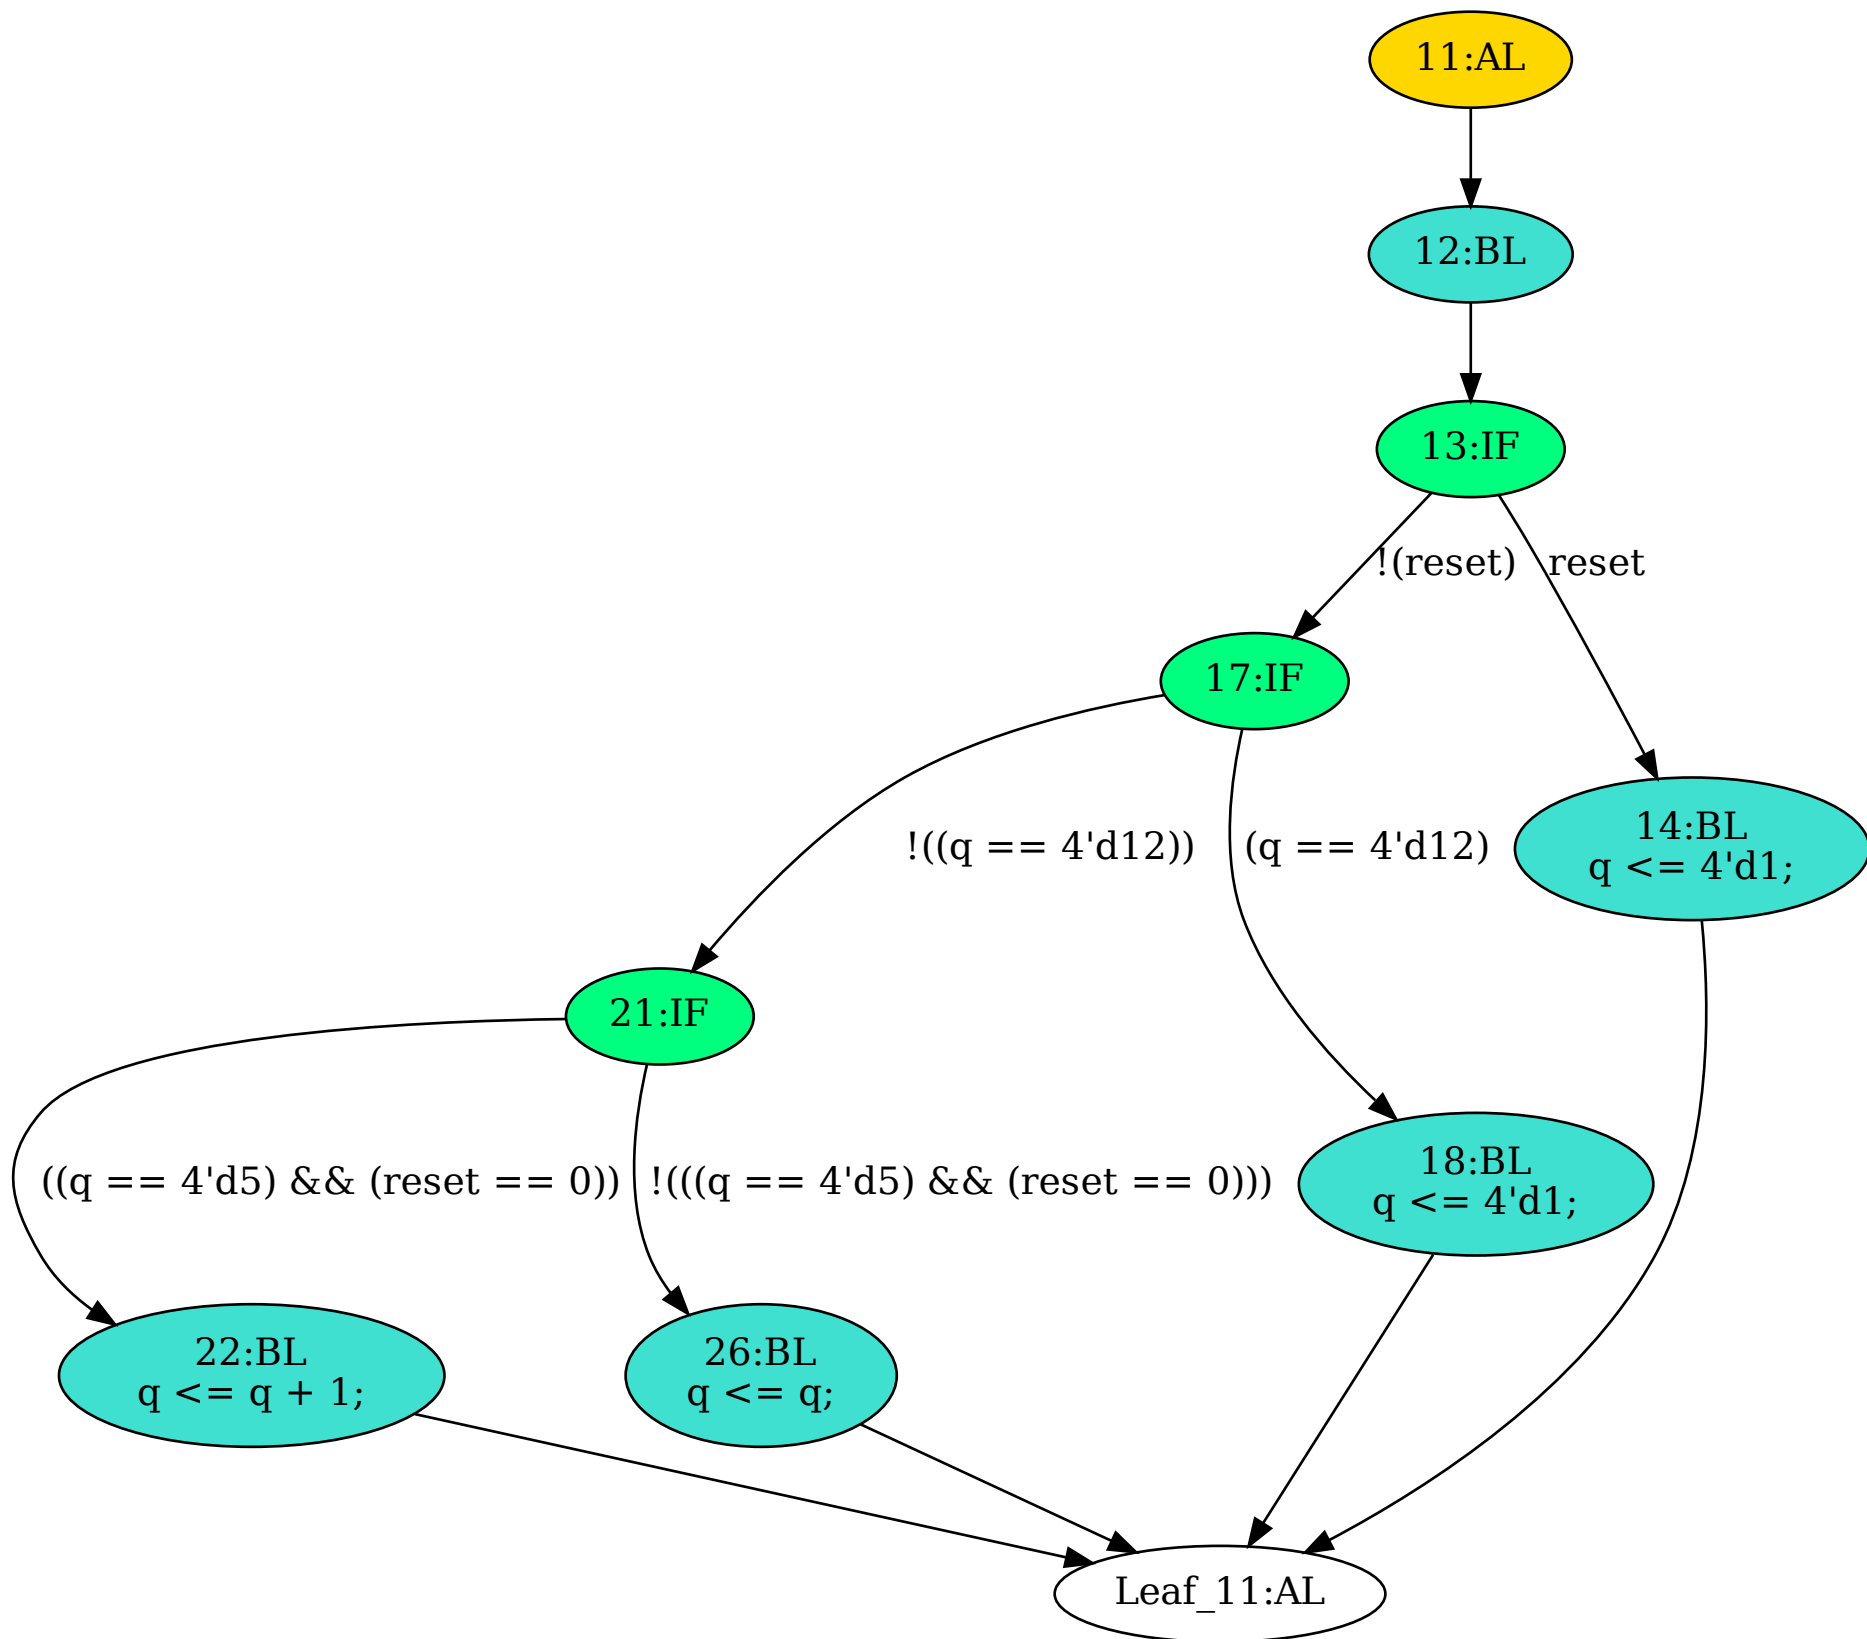 11:AL
12:BL
13:IF
!(reset)
reset
17:IF
14:BL
q <= 4'd1;
!((q == 4'd12))
(q == 4'd12)
21:IF
18:BL
q <= 4'd1;
((q == 4'd5) && (reset == 0))
!(((q == 4'd5) && (reset == 0)))
22:BL
q <= q + 1;
26:BL
q <= q;
Leaf_11:AL